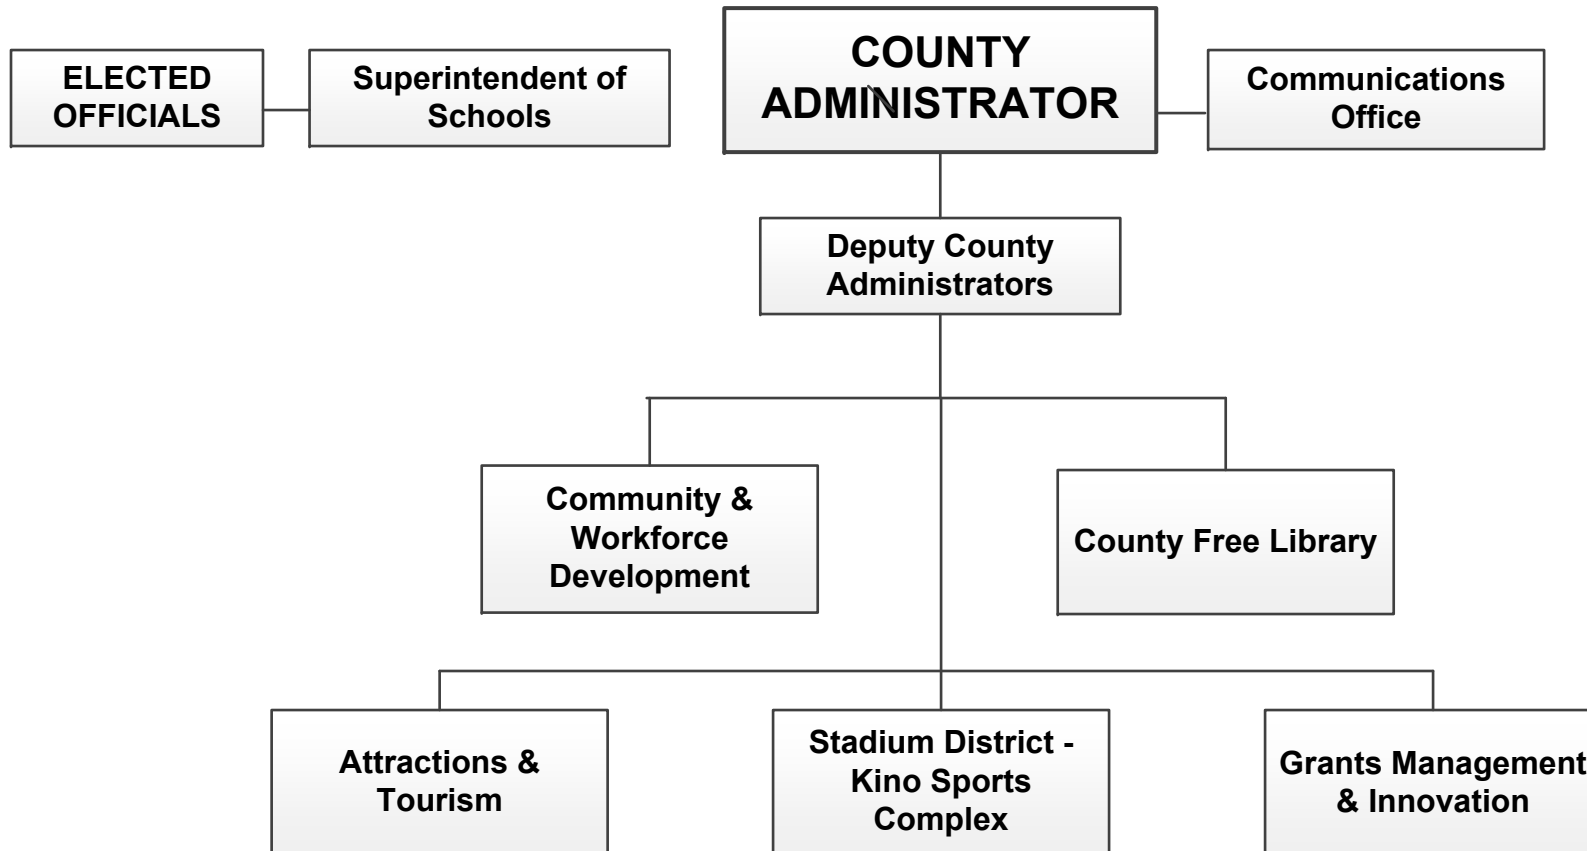 ELECTED
OFFICIALS
Superintendent of
Schools
COUNTY
ADMINISTRATOR
Communications
Office
Deputy County
Administrators
Community &
Workforce
Development
County Free Library
Attractions &
Tourism
Stadium District -
Kino Sports
Complex
Grants Management
& Innovation